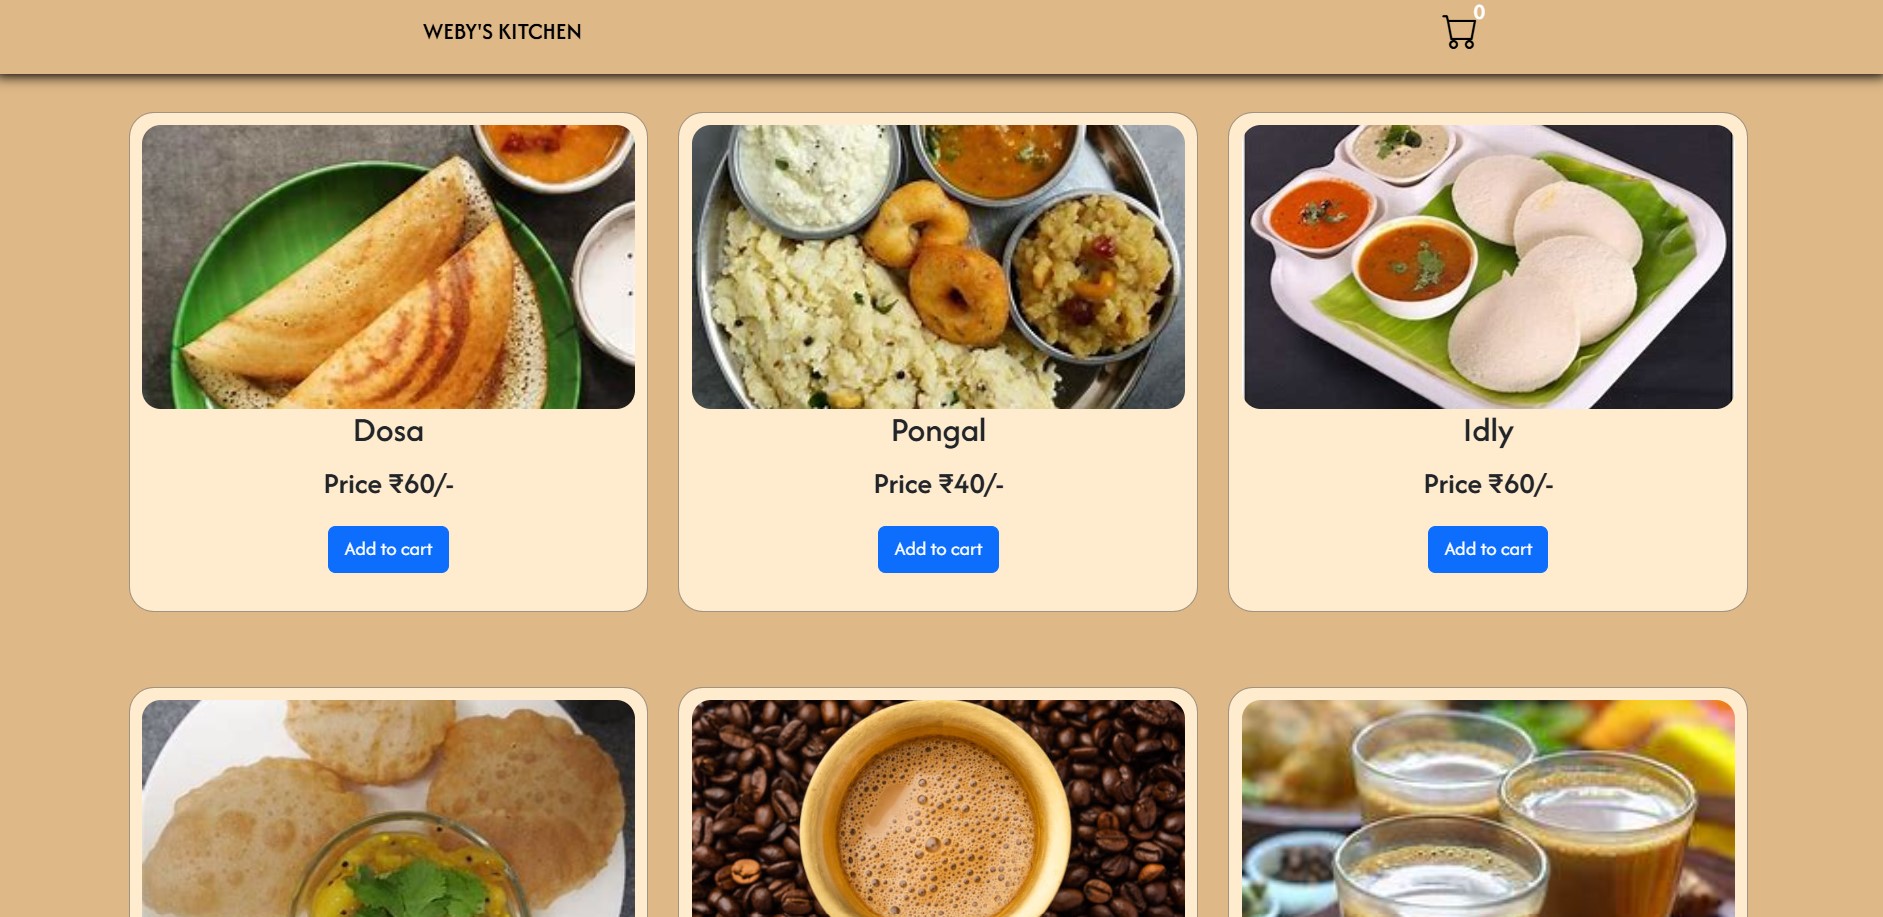 WEBY'S KITCHEN
0
Dosa
Price ₹60/-
Add to cart
Pongal
Price ₹40/-
Add to cart
Idly
Price ₹60/-
Add to cart